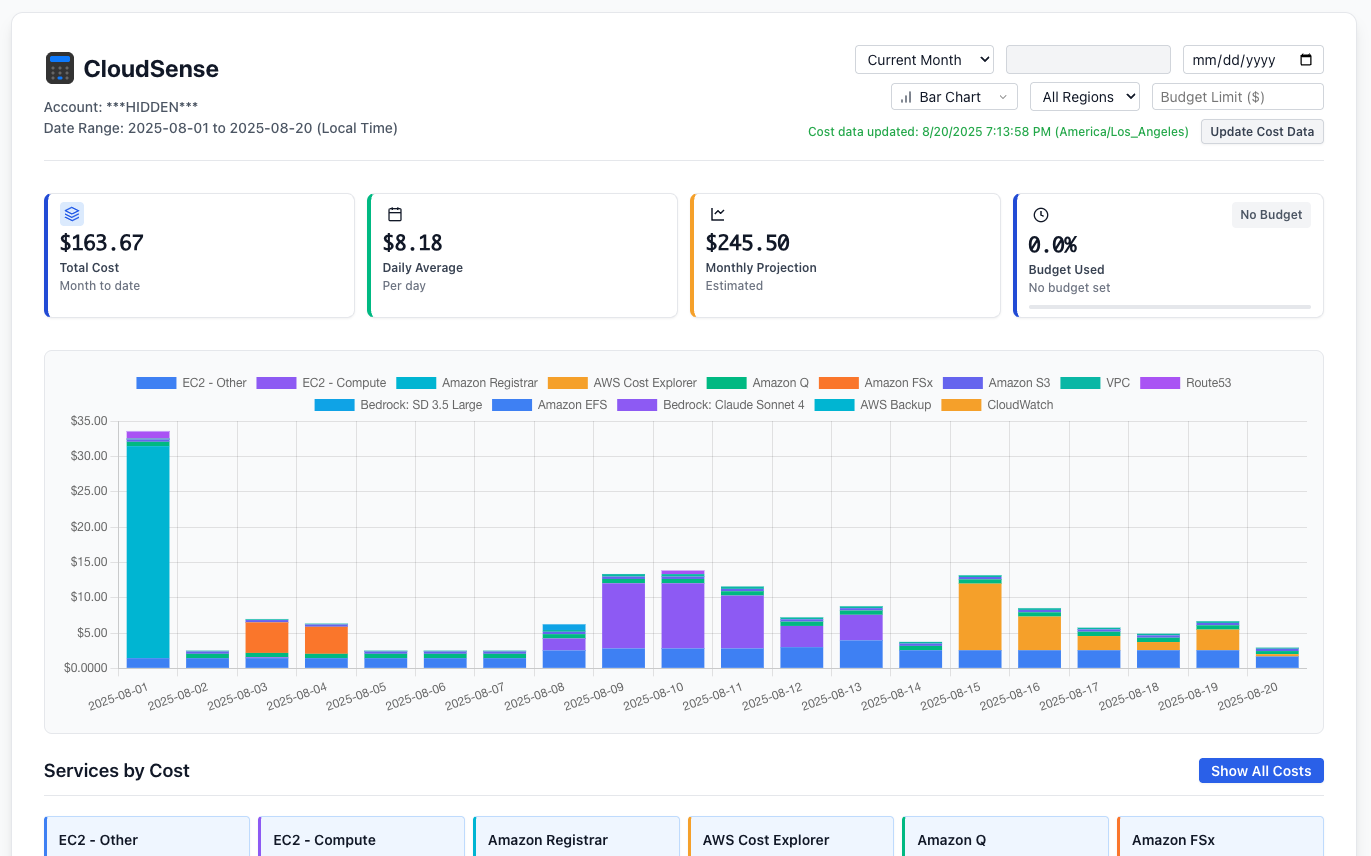 CloudSense
Account: ***HIDDEN***
Date Range: 2025-08-01 to 2025-08-20 (Local Time)
Current Month
mm/dd/yyyy
Bar Chart
All Regions
Budget Limit ($)
Cost data updated: 8/20/2025 7:13:58 PM (America/Los_Angeles)
Update Cost Data
$163.67
Total Cost
Month to date
$8.18
Daily Average
Per day
$245.50
Monthly Projection
Estimated
No Budget
0.0%
Budget Used
No budget set
EC2 - Other EC2 - Compute Amazon Registrar AWS Cost Explorer Amazon Q Amazon FSx Amazon S3 VPC Route53
Bedrock: SD 3.5 Large Amazon EFS Bedrock: Claude Sonnet 4 AWS Backup CloudWatch
$35.00
$30.00
$25.00
$20.00
$15.00
$10.00
$5.00
$0.0000
2025-08-01 2025-08-02 2025-08-03 2025-08-04 2025-08-05 2025-08-06 2025-08-07 2025-08-08 2025-08-09 2025-08-10 2025-08-11 2025-08-12 2025-08-13 2025-08-14 2025-08-15 2025-08-16 2025-08-17 2025-08-18 2025-08-19 2025-08-20
Services by Cost
Show All Costs
EC2 - Other EC2 - Compute Amazon Registrar AWS Cost Explorer Amazon Q Amazon FSx